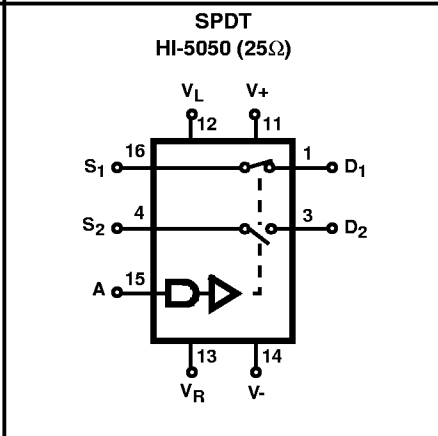 SPDT
HI-5050 (25Ω)
VL V+
12 11
S1 16 1 D1
S2 4 3 D2
A 15
13 14
VR V-